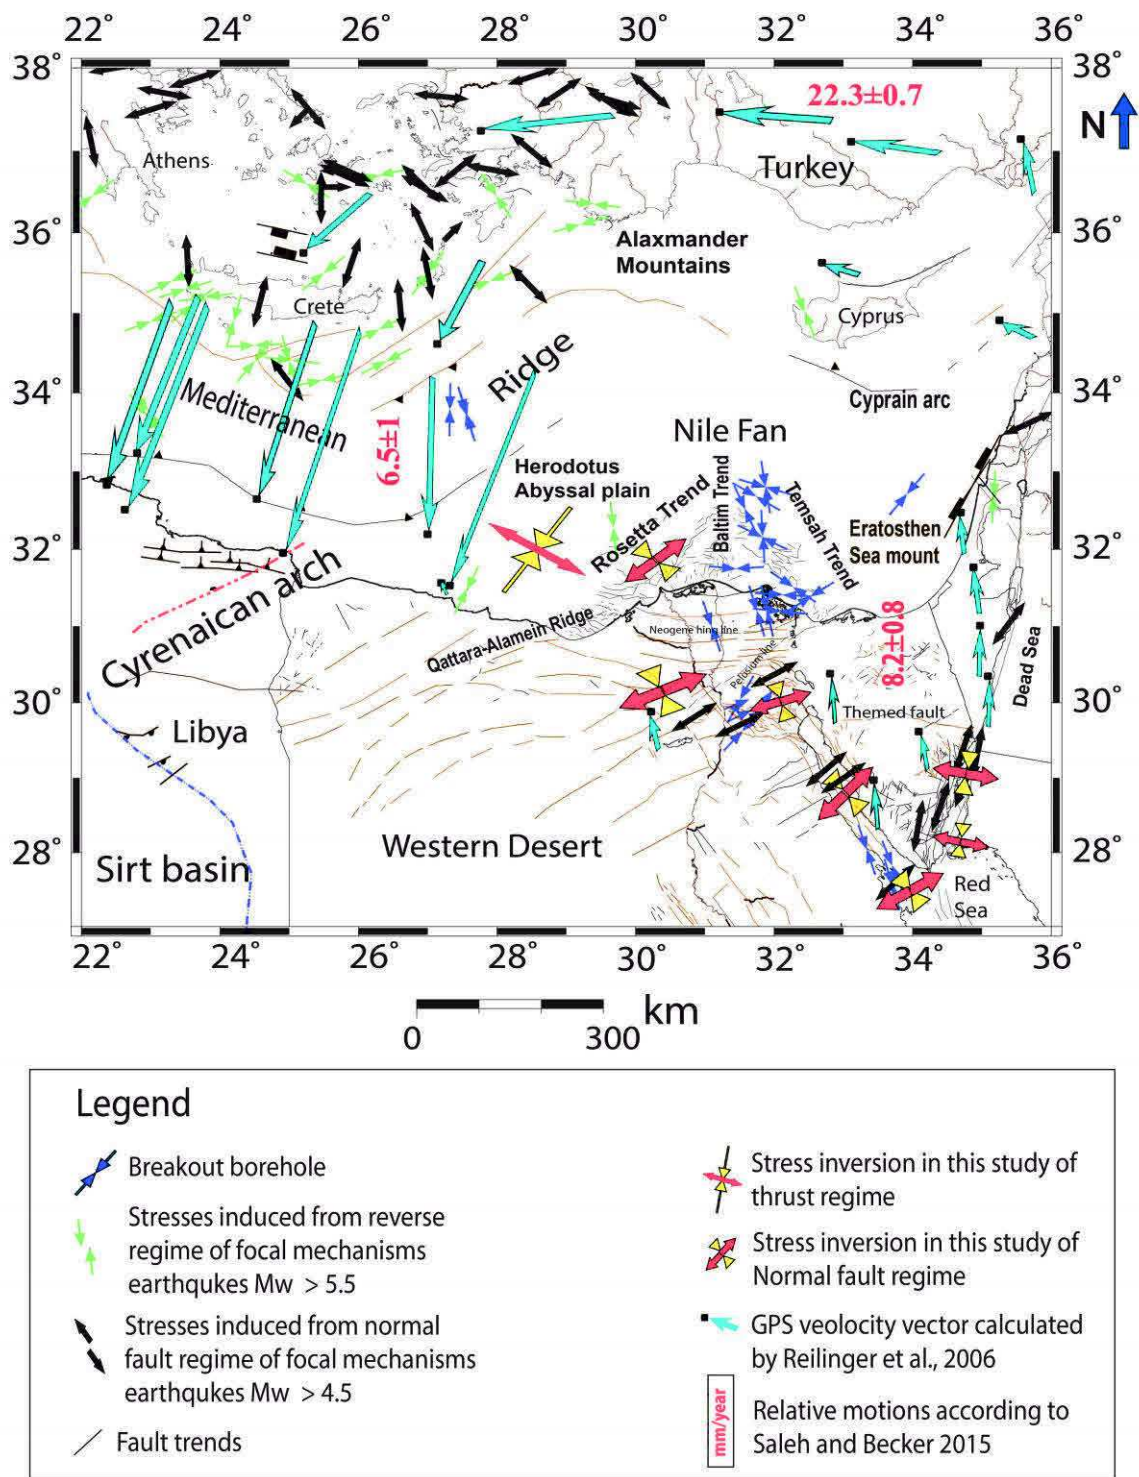 22° 24° 26° 28° 30° 32° 34° 36°
38° 38°
22.3±0.7
N
Athens
Turkey
36° 36°
Alaxmander
Mountains
Crete
Cyprus
Ridge
34° 34°
Mediterranean
Cyprain arc
6.5±1
Nile Fan
Herodotus
Abyssal plain
Rosetta Trend
Baltim Trend
Temsah Trend
Eratosthen
Sea mount
32° 32°
Cyrenaican arch
Qattara-Alamein Ridge
Neogene hing line
Pelusium line
8.2±0.8
Dead Sea
30° 30°
Libya
Themed fault
28° 28°
Western Desert
Sirt basin
Red
Sea
22° 24° 26° 28° 30° 32° 34° 36°
km
0 300
Legend
Breakout borehole
Stresses induced from reverse
regime of focal mechanisms
earthqukes Mw > 5.5
Stresses induced from normal
fault regime of focal mechanisms
earthqukes Mw > 4.5
Fault trends
Stress inversion in this study of
thrust regime
Stress inversion in this study of
Normal fault regime
GPS veolocity vector calculated
by Reilinger et al., 2006
mm/year
Relative motions according to
Saleh and Becker 2015